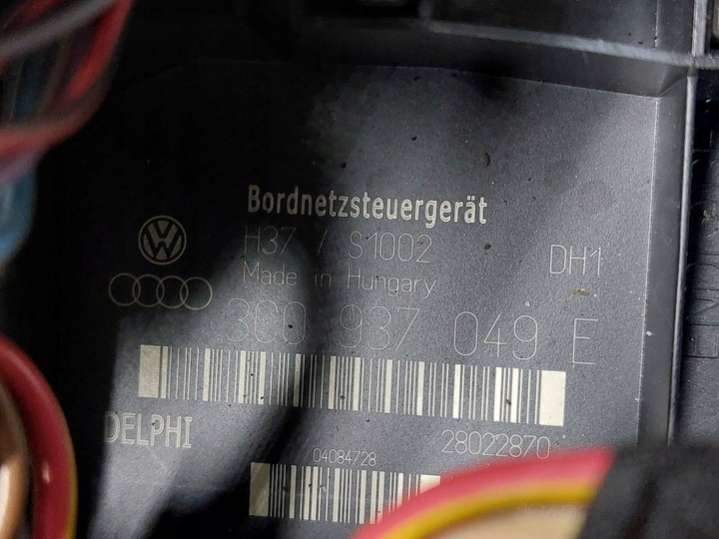 Bordnetzsteuergerät
H37 / S1002 DH1
Made in Hungary
3C0 937 049 E
DELPHI 28022870
04084728